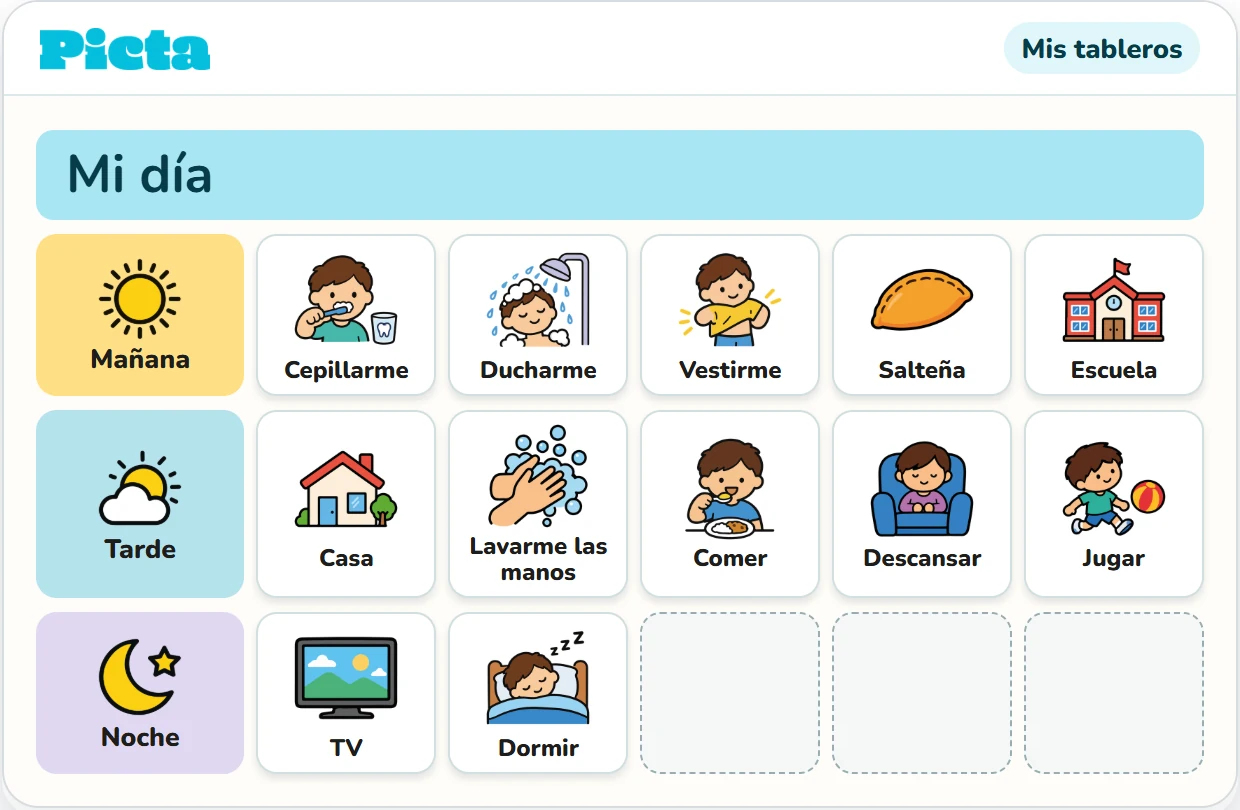 Picta
Mis tableros
Mi día
Mañana
Cepillarme
Ducharme
Vestirme
Salteña
Escuela
Tarde
Casa
Lavarme las
manos
Comer
Descansar
Jugar
Noche
TV
z z z
Dormir